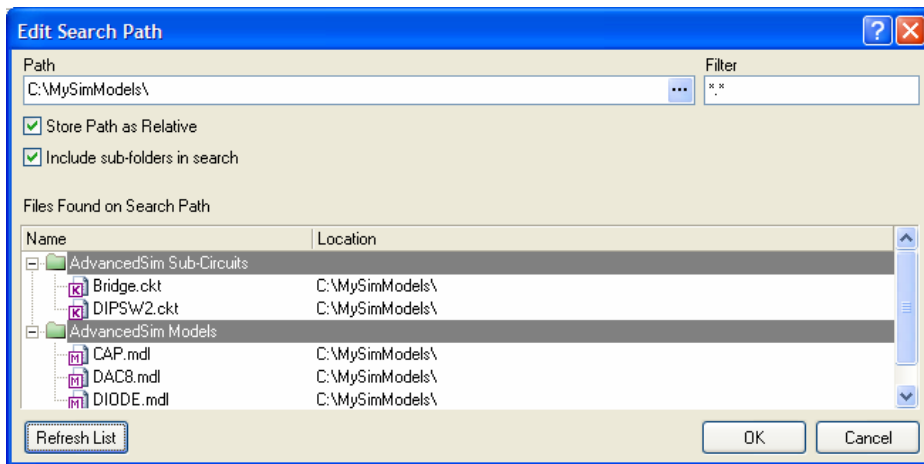 Edit Search Path
Path Filter
C:\MySimModels\ ... *.*
Store Path as Relative
Include sub-folders in search
Files Found on Search Path
Name Location
AdvancedSim Sub-Circuits
Bridge.ckt C:\MySimModels\
DIPSW2.ckt C:\MySimModels\
AdvancedSim Models
CAP.mdl C:\MySimModels\
DAC8.mdl C:\MySimModels\
DIODE.mdl C:\MySimModels\
Refresh List OK Cancel